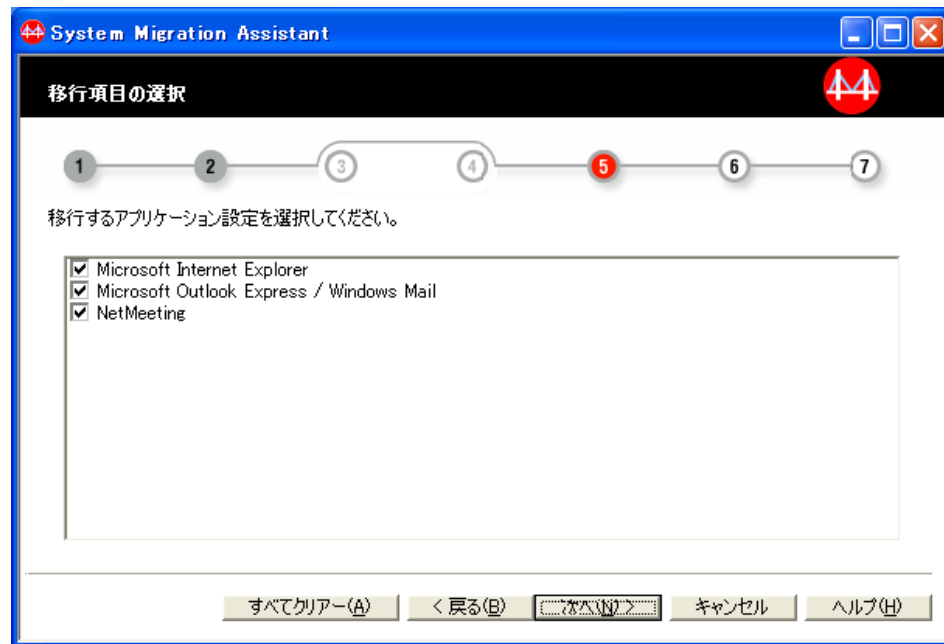 System Migration Assistant
移行項目の選択
1 2 3 4 5 6 7
移行するアプリケーション設定を選択してください。
Microsoft Internet Explorer
Microsoft Outlook Express / Windows Mail
NetMeeting
すべてクリアー(A) < 戻る(B) 次へ(N) > キャンセル ヘルプ(H)